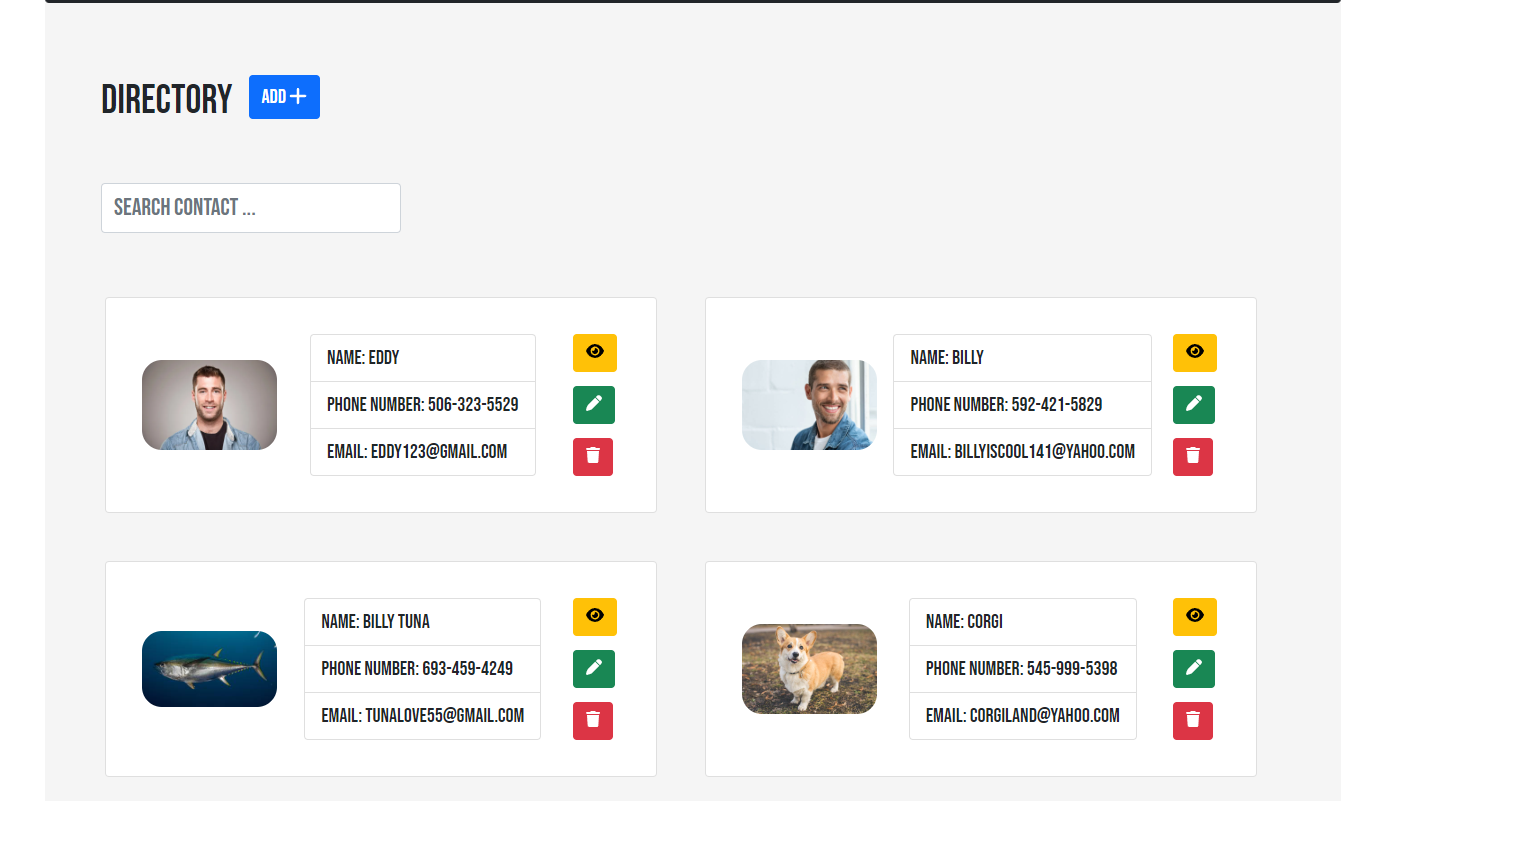 DIRECTORY
ADD
SEARCH CONTACT ...
NAME: EDDY
PHONE NUMBER: 506-323-5529
EMAIL: EDDY123@GMAIL.COM
NAME: BILLY
PHONE NUMBER: 592-421-5829
EMAIL: BILLYISCOOL141@YAHOO.COM
NAME: BILLY TUNA
PHONE NUMBER: 693-459-4249
EMAIL: TUNALOVE55@GMAIL.COM
NAME: CORGI
PHONE NUMBER: 545-999-5398
EMAIL: CORGILAND@YAHOO.COM